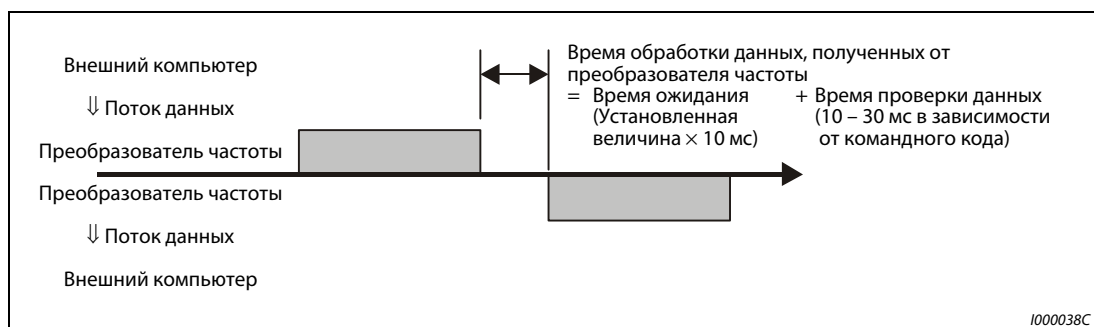 Внешний компьютер
⇓ Поток данных
Преобразователь частоты
Преобразователь частоты
⇓ Поток данных
Внешний компьютер
Время обработки данных, полученных от
преобразователя частоты
= Время ожидания + Время проверки данных
(Установленная (10 – 30 мс в зависимости
величина × 10 мс) от командного кода)
I000038C